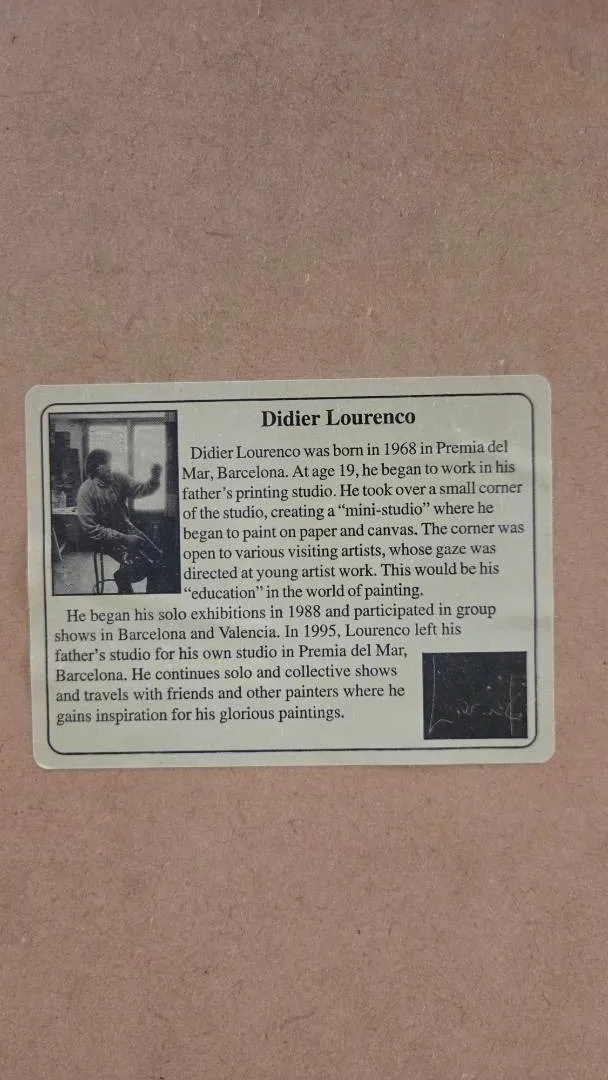 Didier Lourenco
Didier Lourenco was born in 1968 in Premia del
Mar, Barcelona. At age 19, he began to work in his
father's printing studio. He took over a small corner
of the studio, creating a “mini-studio” where he
began to paint on paper and canvas. The corner was
open to various visiting artists, whose gaze was
directed at young artist work. This would be his
“education” in the world of painting.
He began his solo exhibitions in 1988 and participated in group
shows in Barcelona and Valencia. In 1995, Lourenco left his
father's studio for his own studio in Premia del Mar,
Barcelona. He continues solo and collective shows
and travels with friends and other painters where he
gains inspiration for his glorious paintings.